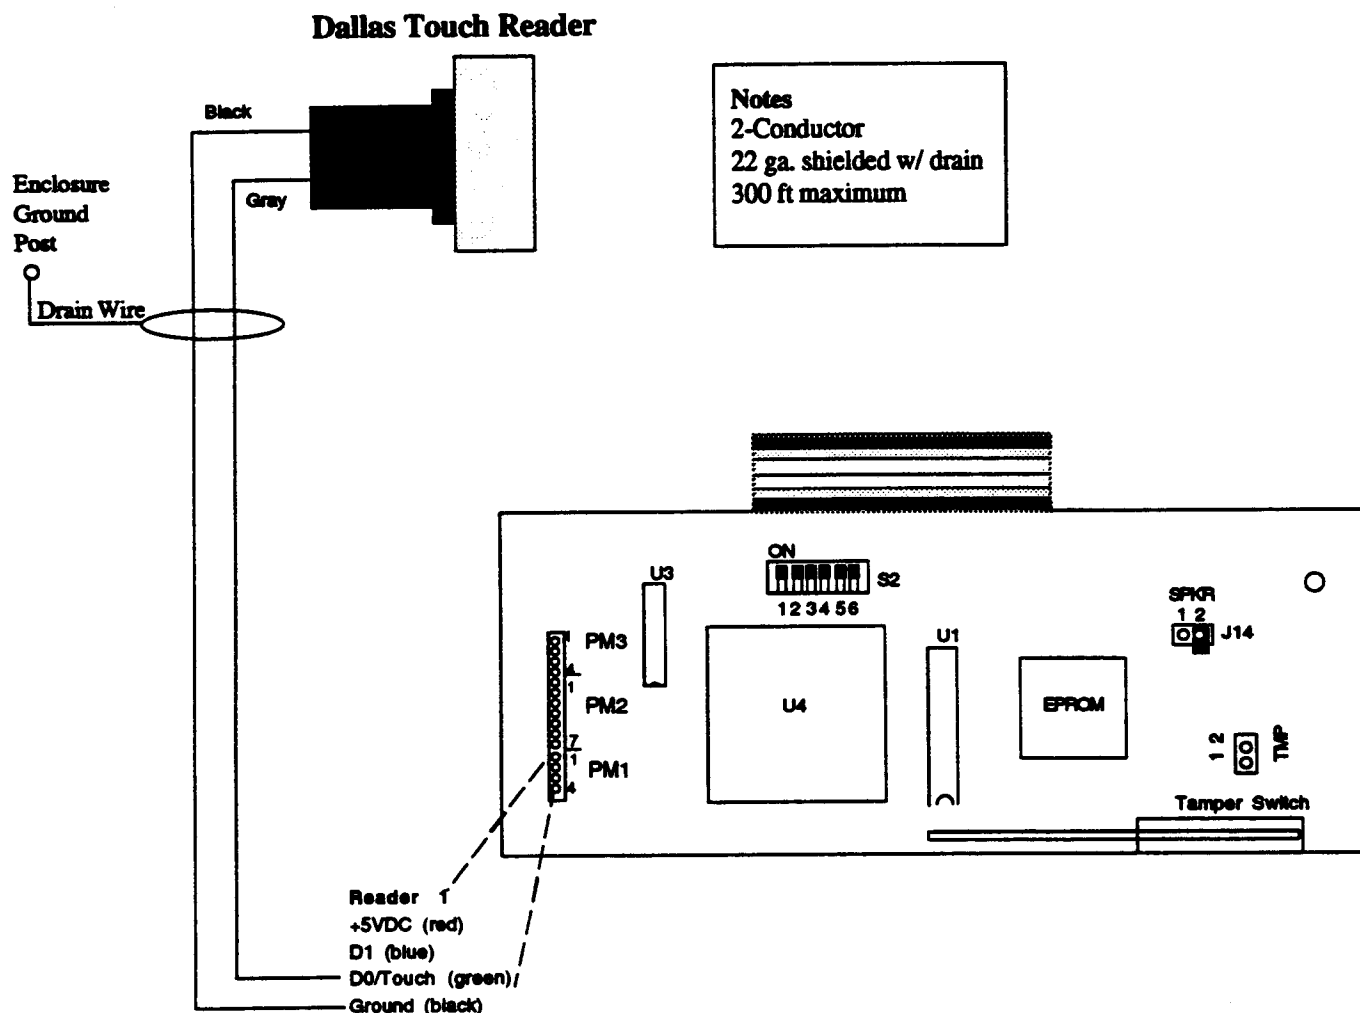 Dallas Touch Reader
Black
Gray
Enclosure
Ground
Post
Drain Wire
Notes
2-Conductor
22 ga. shielded w/ drain
300 ft maximum
ON
S2
1 2 3 4 5 6
U3
SPKR
1 2
J14
1
PM3
4
1
PM2
7
1
PM1
4
U4
U1
EPROM
1 2
TMP
Tamper Switch
Reader 1
+5VDC (red)
D1 (blue)
D0/Touch (green)
Ground (black)